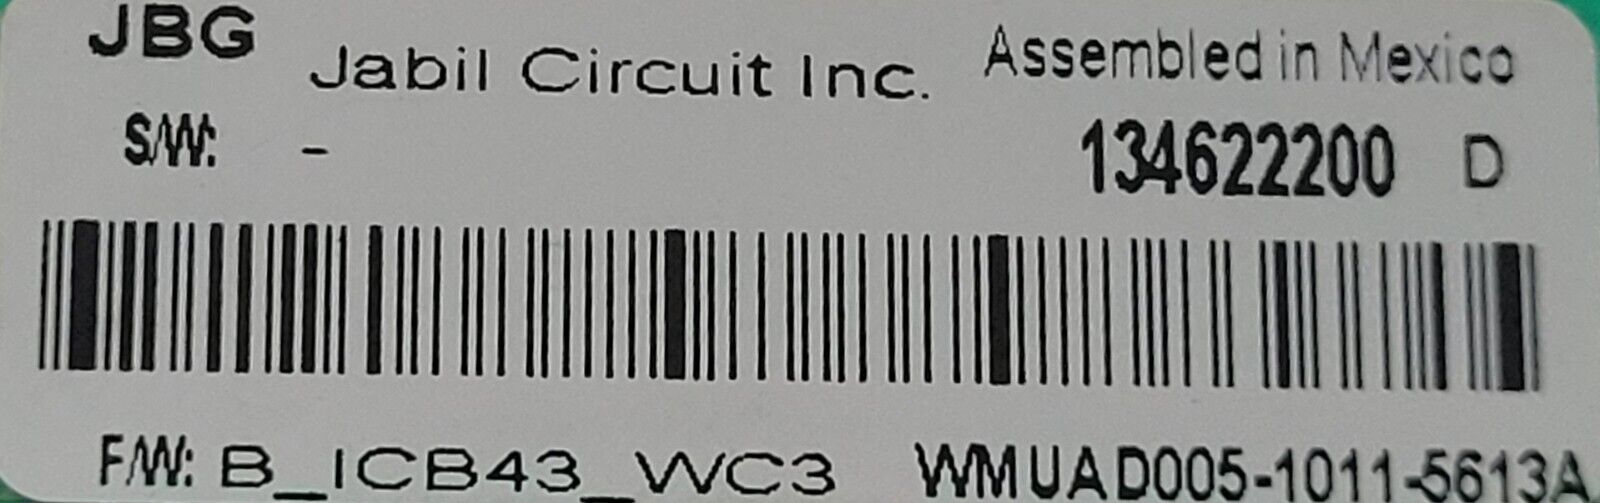 JBG Jabil Circuit Inc. Assembled in Mexico
S/W: - 134622200 D
F/W: B_ICB43_WC3 WMUAD005-1011-5613A